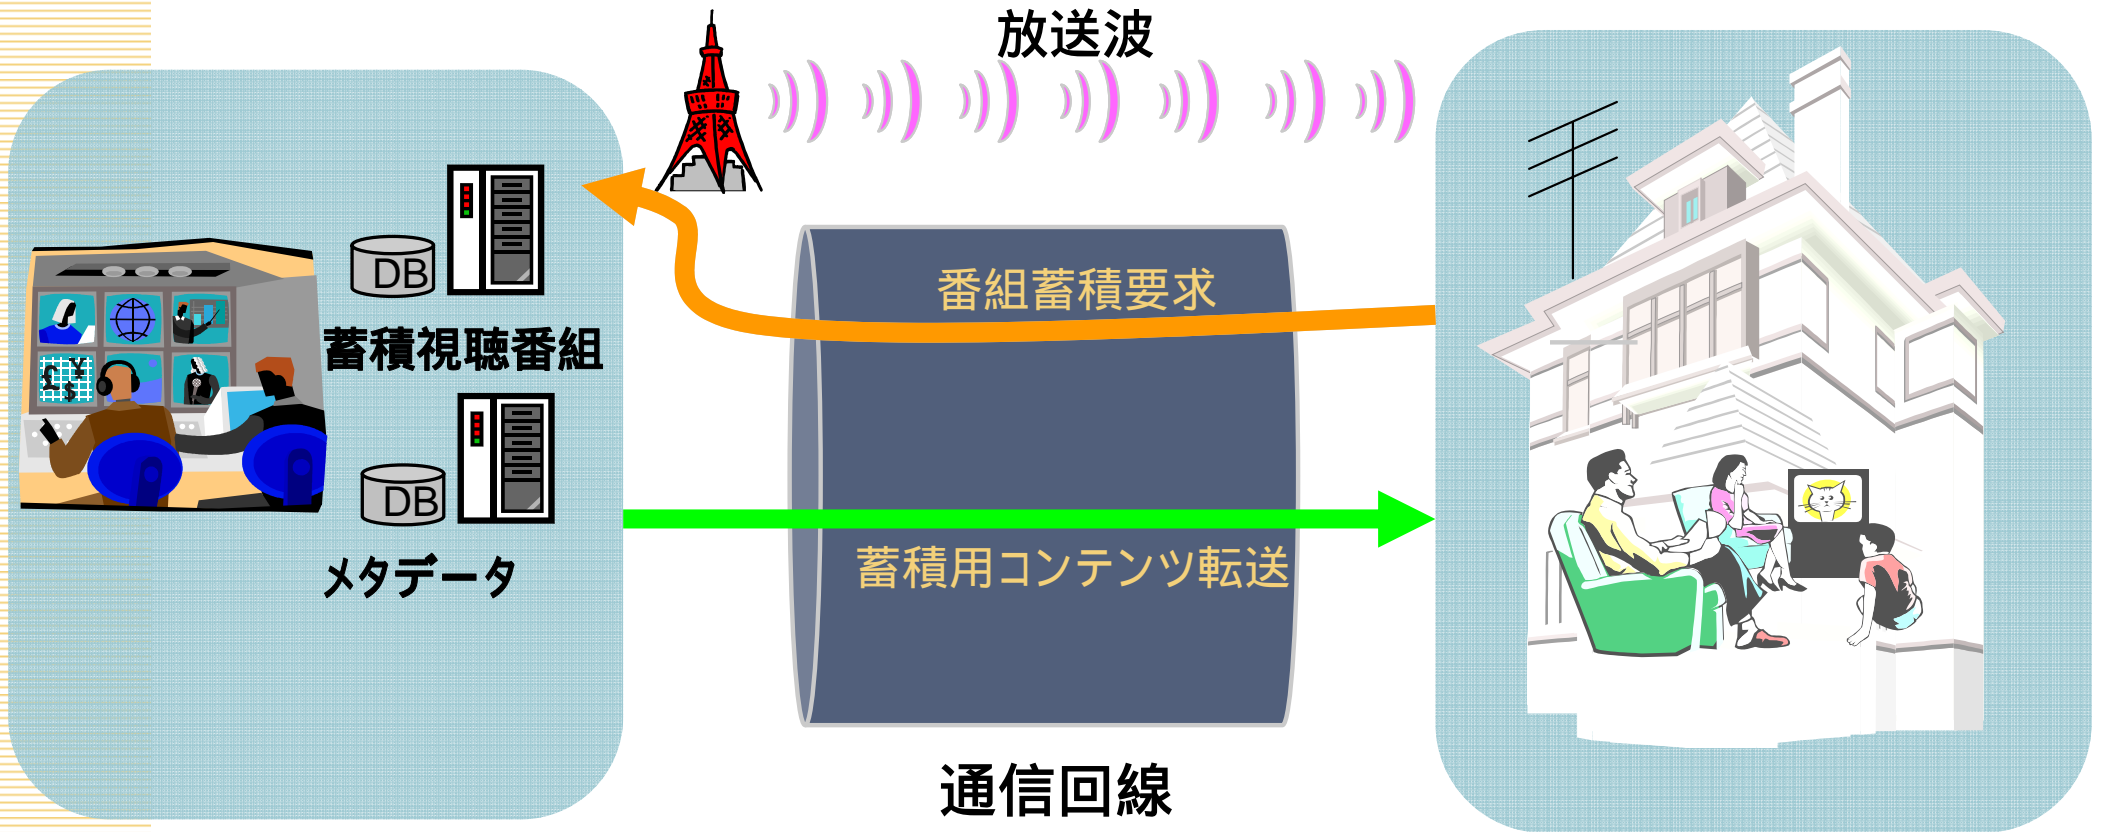 放送波
DB
蓄積視聴番組
DB
メタデータ
番組蓄積要求
蓄積用コンテンツ転送
通信回線
£
¥
$